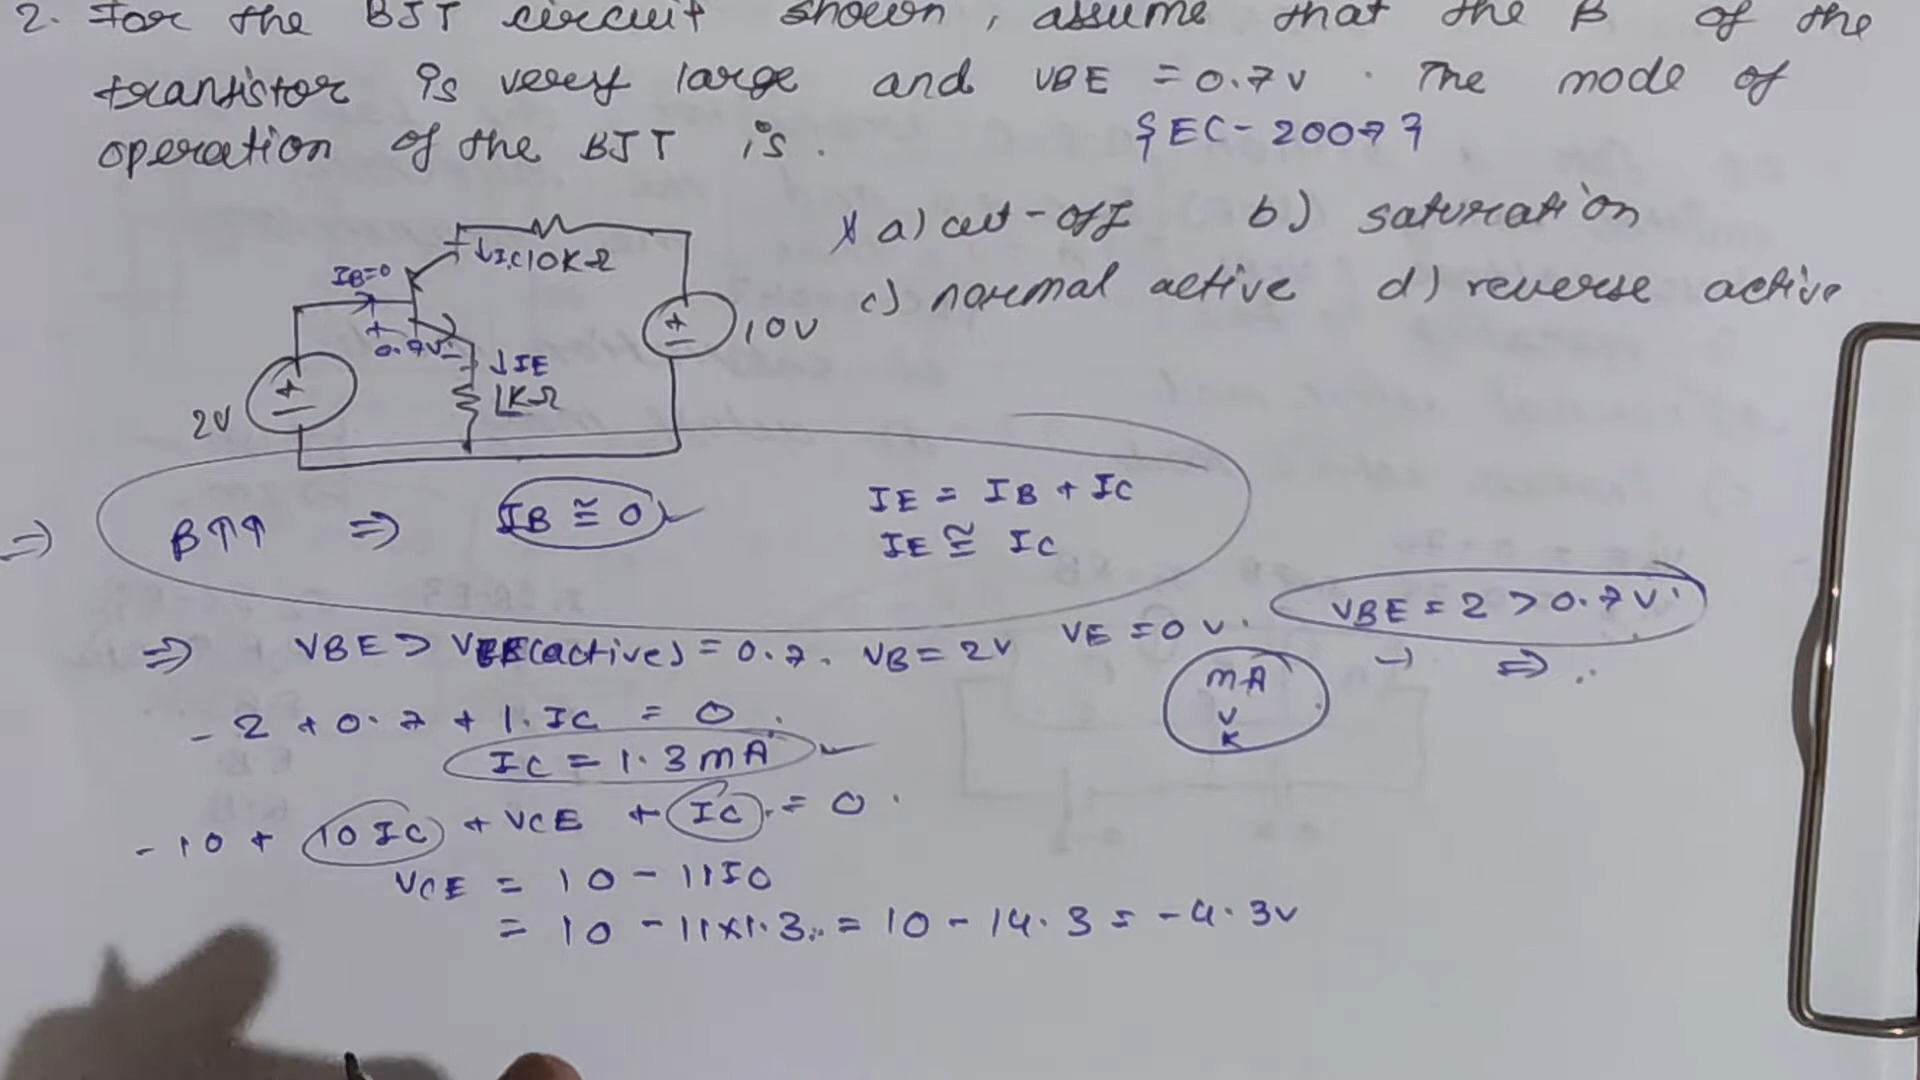 2. For the BJT circuit shown, assume that the B of the
transistor is very large and VBE = 0.7V. The mode of
operation of the BJT is. {EC-2007}
x a) cut-off b.) saturation
c) normal active d) reverse active
↓IC 10KΩ
IB=0
+ 0.7V -
↓IE
1KΩ
+ - 10V
+ - 2V
⇒ B↑↑ ⇒ IB ≅ 0 ✓ IE = IB + IC
IE ≅ IC
VBE = 2 > 0.7V
⇒ VBE > VBE(active) = 0.7. VB = 2V VE = 0V.
→ ⇒
mA
V
K
- 2 + 0.7 + 1.IC = 0.
IC = 1.3mA ✓
-10 + 10IC + VCE + IC = 0.
VCE = 10 - 11I0
= 10 - 11x1.3 = 10 - 14.3 = -4.3V